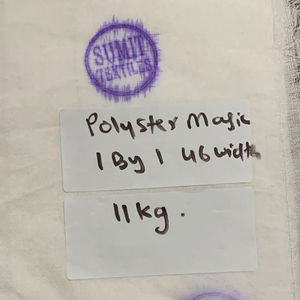 SUMIT
TEXTILES
Polyster Magic
1 By 1 46 width
11 kg.